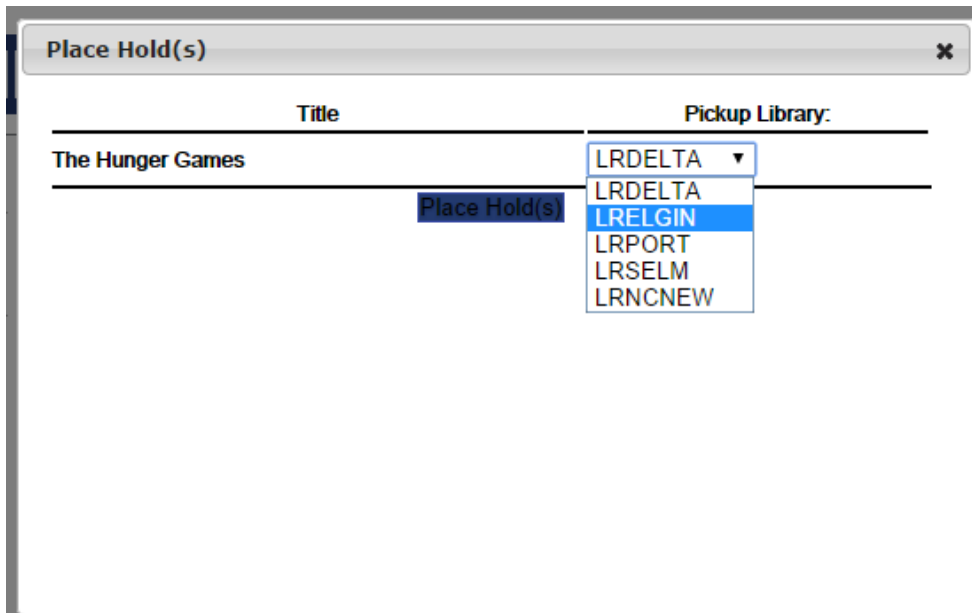 Place Hold(s)
Title Pickup Library:
The Hunger Games LRDELTA
LRDELTA
Place Hold(s) LRELGIN
LRPORT
LRSELM
LRNCNEW